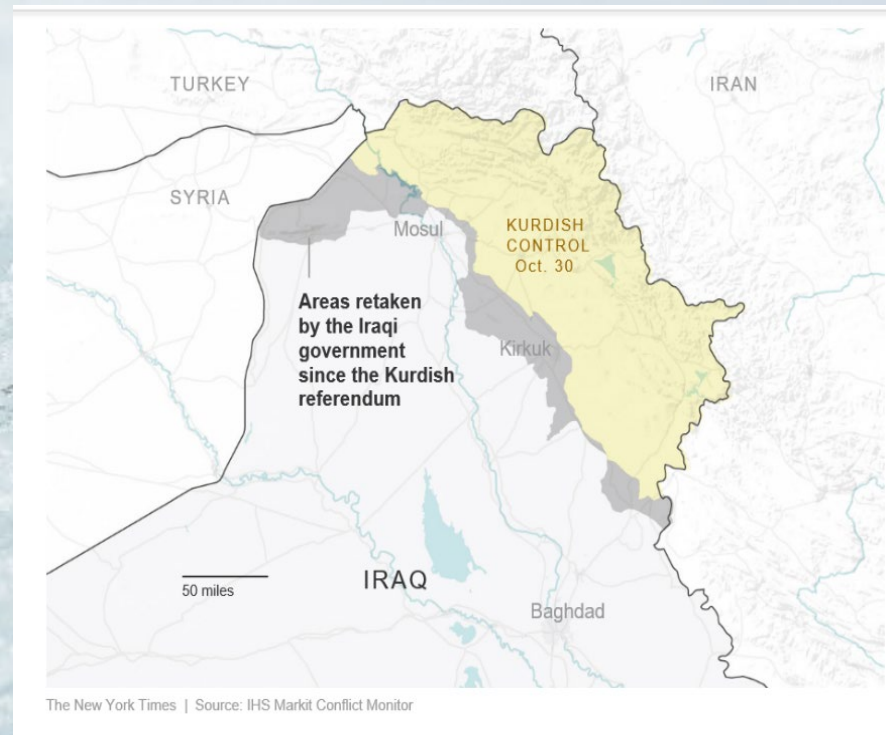 TURKEY
IRAN
SYRIA
Mosul
KURDISH
CONTROL
Oct. 30
Areas retaken
by the Iraqi
government
since the Kurdish
referendum
Kirkuk
50 miles
IRAQ
Baghdad
The New York Times | Source: IHS Markit Conflict Monitor